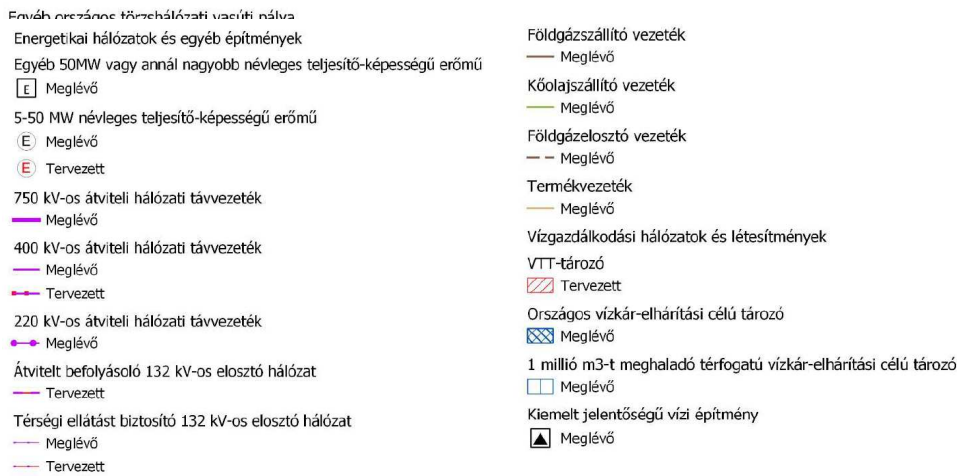 Egyéb országos törzshálózati vasúti pálya
Energetikai hálózatok és egyéb építmények
Egyéb 50MW vagy annál nagyobb névleges teljesítő-képességű erőmű
E Meglévő
5-50 MW névleges teljesítő-képességű erőmű
E Meglévő
E Tervezett
750 kV-os átviteli hálózati távvezeték
Meglévő
400 kV-os átviteli hálózati távvezeték
Meglévő
Tervezett
220 kV-os átviteli hálózati távvezeték
Meglévő
Átvitelt befolyásoló 132 kV-os elosztó hálózat
Tervezett
Térségi ellátást biztosító 132 kV-os elosztó hálózat
Meglévő
Tervezett
Földgázszállító vezeték
Meglévő
Kőolajszállító vezeték
Meglévő
Földgázelosztó vezeték
Meglévő
Termékvezeték
Meglévő
Vízgazdálkodási hálózatok és létesítmények
VTT-tározó
Tervezett
Országos vízkár-elhárítási célú tározó
Meglévő
1 millió m3-t meghaladó térfogatú vízkár-elhárítási célú tározó
Meglévő
Kiemelt jelentőségű vízi építmény
Meglévő